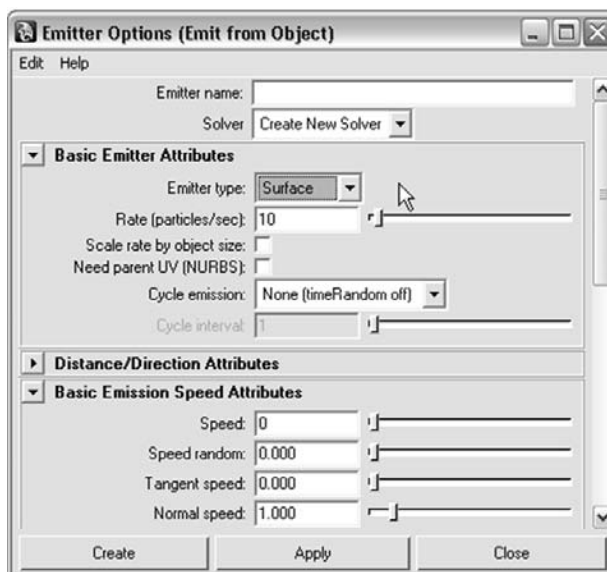 Emitter Options (Emit from Object)
Edit Help
Emitter name:
Solver Create New Solver
Basic Emitter Attributes
Emitter type: Surface
Rate (particles/sec): 10
Scale rate by object size:
Need parent UV (NURBS):
Cycle emission: None (timeRandom off)
Cycle interval: 1
Distance/Direction Attributes
Basic Emission Speed Attributes
Speed: 0
Speed random: 0.000
Tangent speed: 0.000
Normal speed: 1.000
Create Apply Close